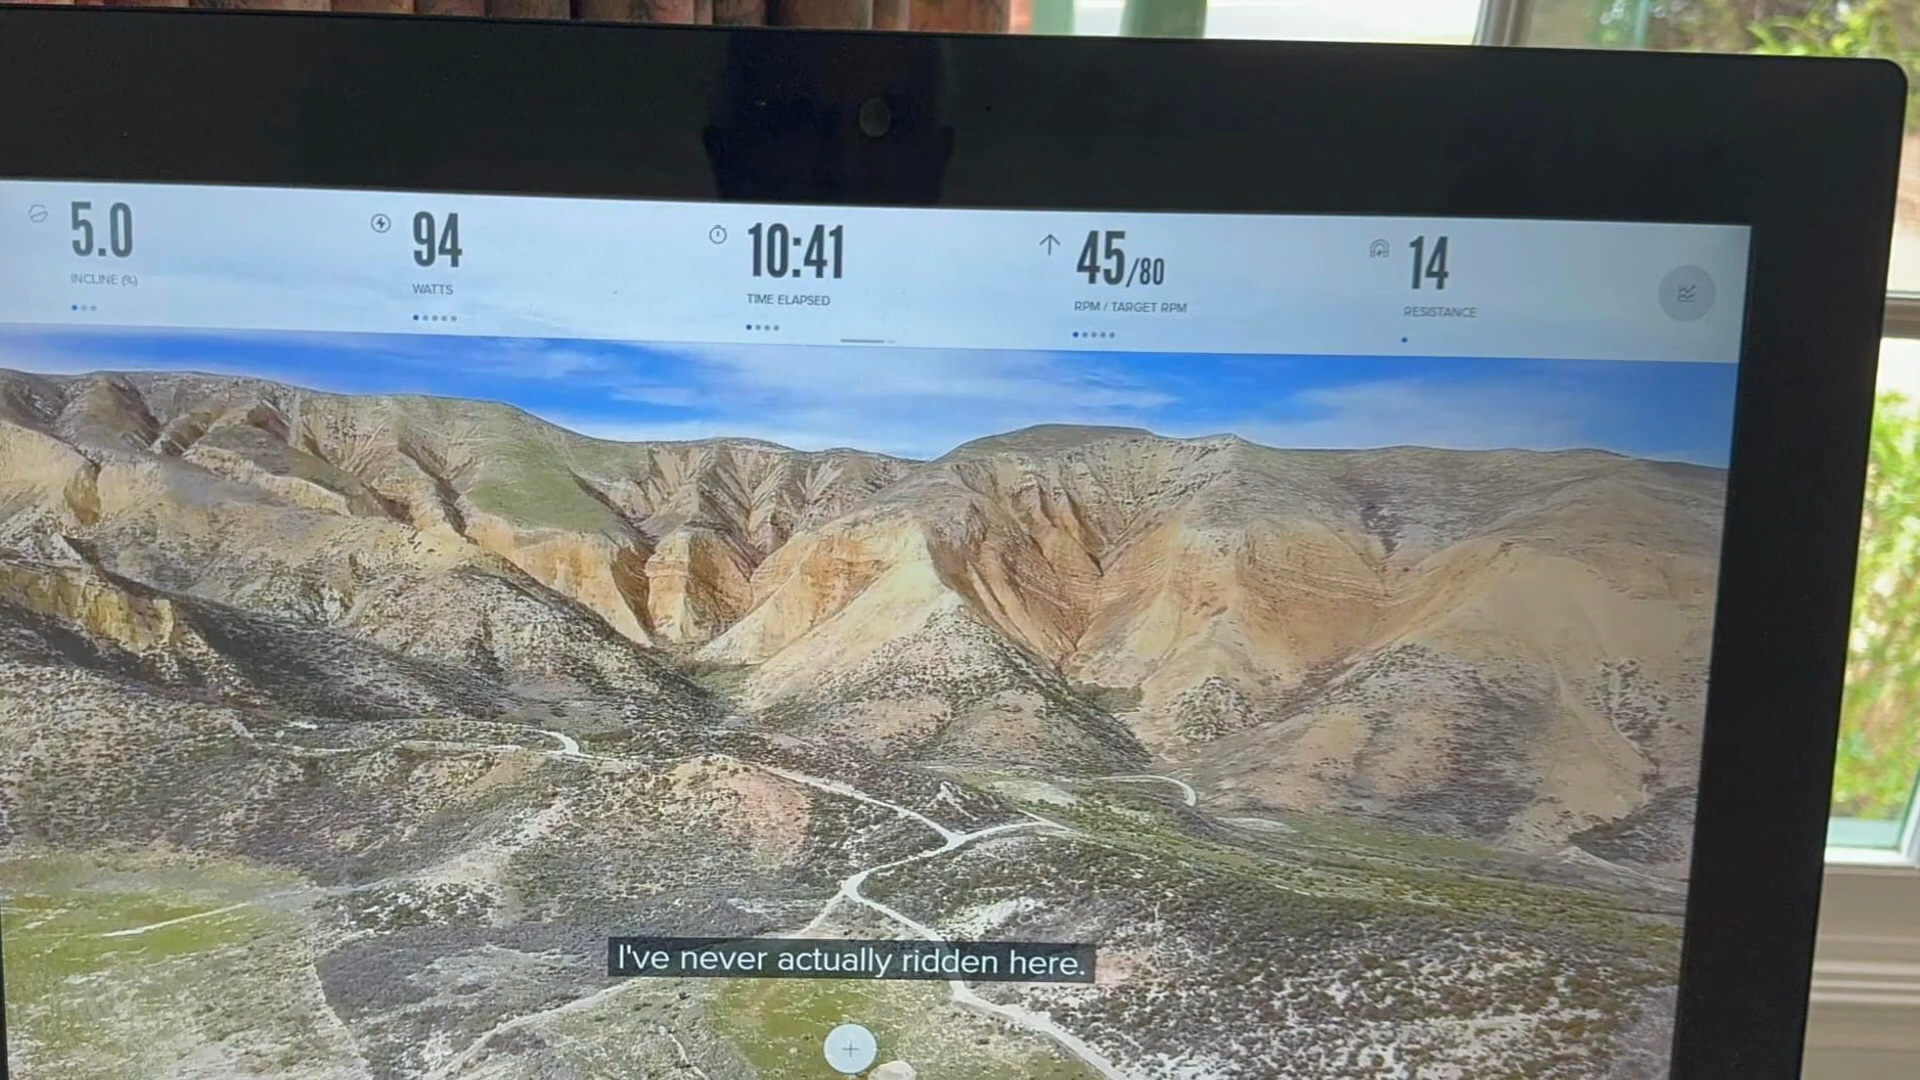 5.0
INCLINE (%)
94
WATTS
10:41
TIME ELAPSED
45/80
RPM / TARGET RPM
14
RESISTANCE
I've never actually ridden here.